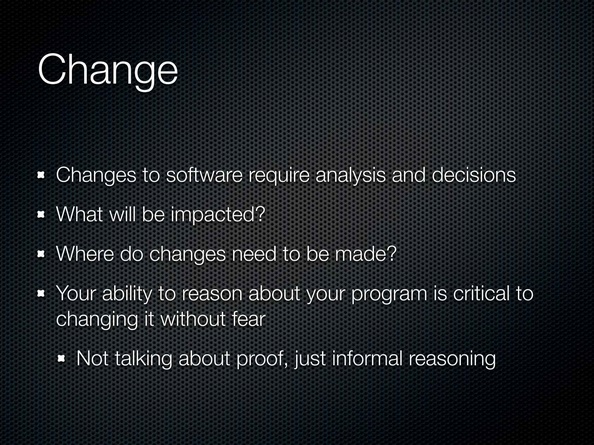 Change
Changes to software require analysis and decisions
What will be impacted?
Where do changes need to be made?
Your ability to reason about your program is critical to
changing it without fear
Not talking about proof, just informal reasoning